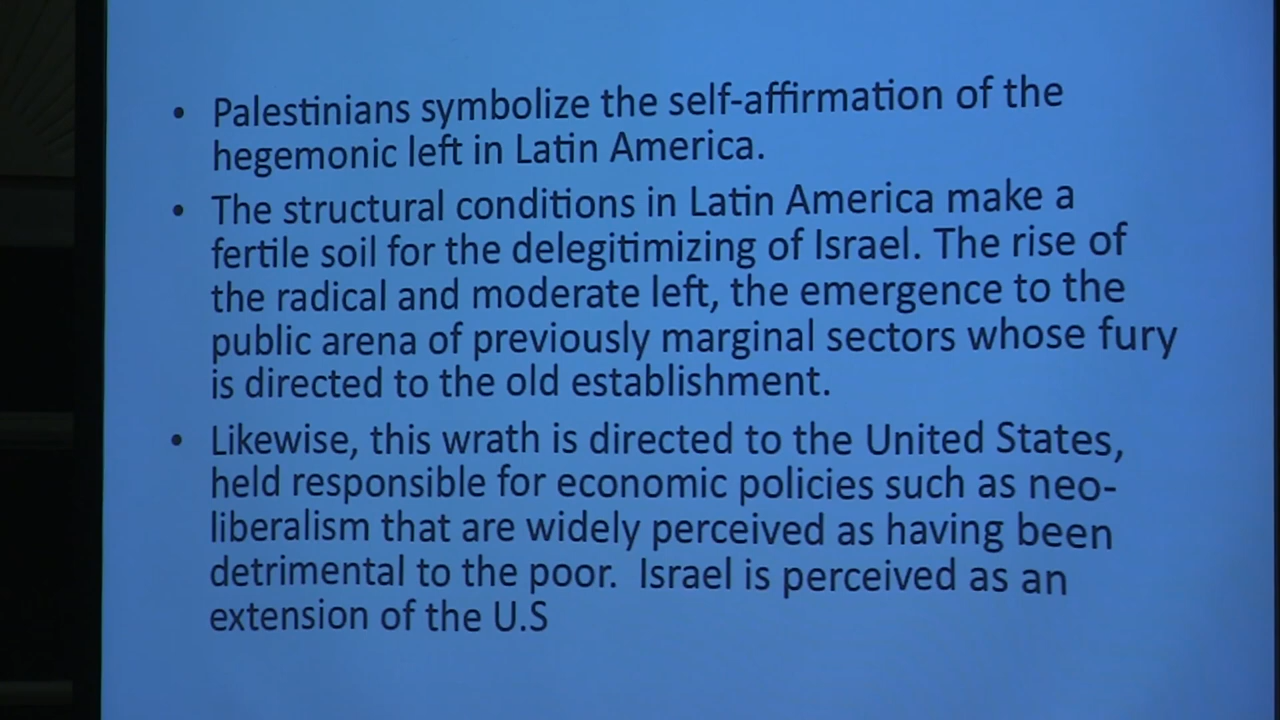 • Palestinians symbolize the self-affirmation of the
hegemonic left in Latin America.
• The structural conditions in Latin America make a
fertile soil for the delegitimizing of Israel. The rise of
the radical and moderate left, the emergence to the
public arena of previously marginal sectors whose fury
is directed to the old establishment.
• Likewise, this wrath is directed to the United States,
held responsible for economic policies such as neo-
liberalism that are widely perceived as having been
detrimental to the poor.  Israel is perceived as an
extension of the U.S